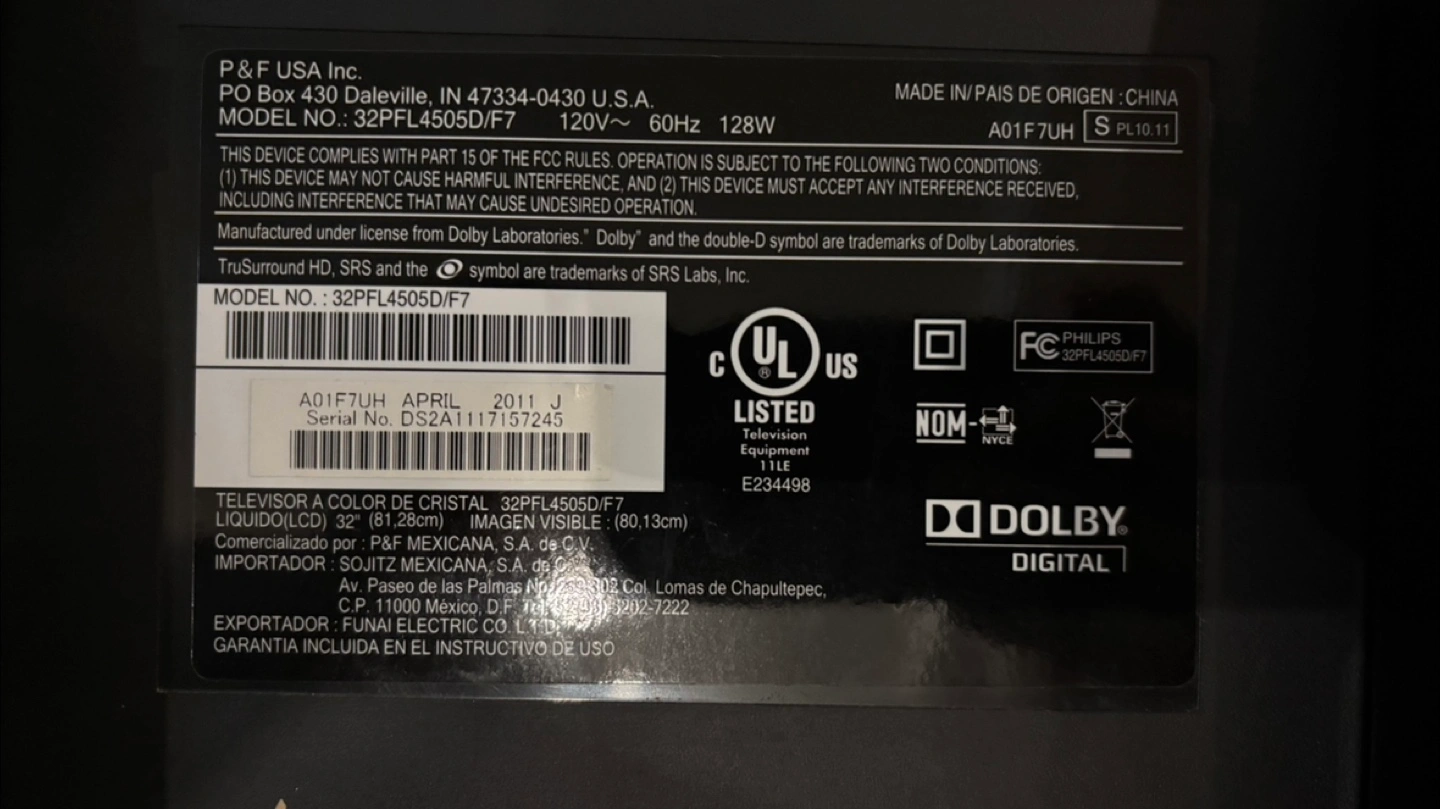 P & F USA Inc.
PO Box 430 Daleville, IN 47334-0430 U.S.A.
MODEL NO.: 32PFL4505D/F7 120V~ 60Hz 128W
MADE IN/PAIS DE ORIGEN : CHINA
A01F7UH S PL10.11
THIS DEVICE COMPLIES WITH PART 15 OF THE FCC RULES. OPERATION IS SUBJECT TO THE FOLLOWING TWO CONDITIONS:
(1) THIS DEVICE MAY NOT CAUSE HARMFUL INTERFERENCE, AND (2) THIS DEVICE MUST ACCEPT ANY INTERFERENCE RECEIVED,
INCLUDING INTERFERENCE THAT MAY CAUSE UNDESIRED OPERATION.
Manufactured under license from Dolby Laboratories." Dolby" and the double-D symbol are trademarks of Dolby Laboratories.
TruSurround HD, SRS and the symbol are trademarks of SRS Labs, Inc.
MODEL NO. : 32PFL4505D/F7
A01F7UH APRIL 2011 J
Serial No. DS2A1117157245
C UL ® US
LISTED
Television
Equipment
11LE
E234498
FC PHILIPS
32PFL4505D/F7
NOM-NYCE
DOLBY®
DIGITAL
TELEVISOR A COLOR DE CRISTAL 32PFL4505D/F7
LIQUIDO(LCD) 32" (81,28cm) IMAGEN VISIBLE : (80,13cm)
Comercializado por : P&F MEXICANA, S.A. de C.V.
IMPORTADOR : SOJITZ MEXICANA, S.A. de
Av. Paseo de las Palmas Col. Lomas de Chapultepec,
C.P. 11000 México, D.F.
EXPORTADOR : FUNAI ELECTRIC CO. LTD.
GARANTIA INCLUIDA EN EL INSTRUCTIVO DE USO